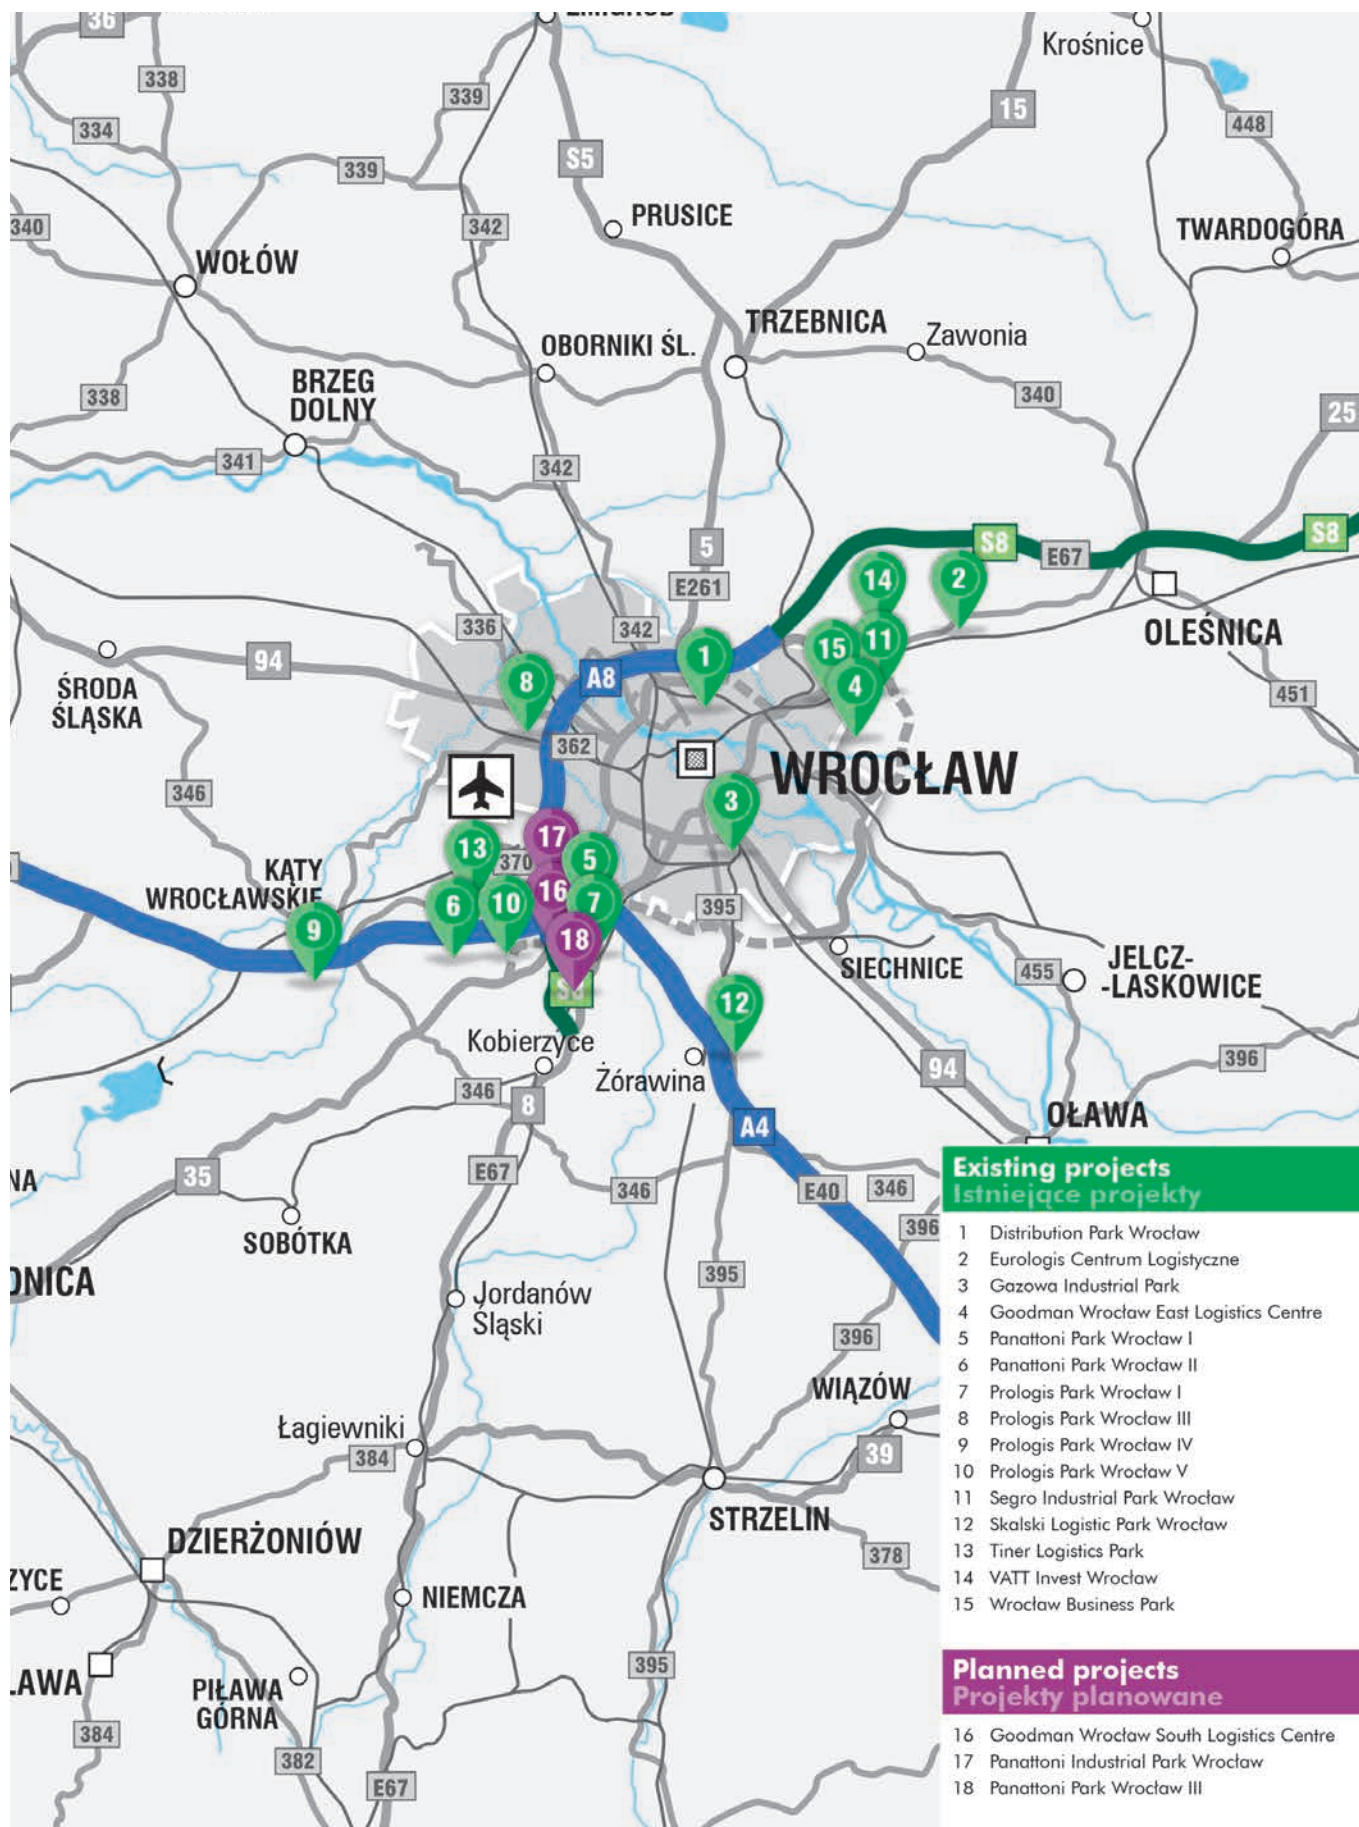 36
338
334
339
339
S5
15
Krośnice
448
340
342
PRUSICE
TWARDOGÓRA
WOŁÓW
TRZEBNICA
Zawonia
OBORNIKI ŚL.
BRZEG
DOLNY
338
340
25
341
342
5
S8
E67
S8
E261
14
2
336
342
OLEŚNICA
94
8
A8
1
15
11
4
ŚRODA
ŚLĄSKA
451
362
WROCŁAW
346
3
13
17
370
5
KĄTY
WROCŁAWSKIE
9
6
10
16
7
18
395
SIECHNICE
455
JELCZ-
-LASKOWICE
12
Kobierzyce
Żórawina
346
8
94
396
A4
OŁAWA
35
E67
346
E40
346
396
SOBÓTKA
395
Jordanów
Śląski
396
WIĄZÓW
Łagiewniki
384
39
STRZELIN
DZIERŻONIÓW
378
NIEMCZA
395
PIŁAWA
GÓRNA
384
382
E67
Existing projects
Istniejące projekty
1 Distribution Park Wrocław
2 Eurologis Centrum Logistyczne
3 Gazowa Industrial Park
4 Goodman Wrocław East Logistics Centre
5 Panattoni Park Wrocław I
6 Panattoni Park Wrocław II
7 Prologis Park Wrocław I
8 Prologis Park Wrocław III
9 Prologis Park Wrocław IV
10 Prologis Park Wrocław V
11 Segro Industrial Park Wrocław
12 Skalski Logistic Park Wrocław
13 Tiner Logistics Park
14 VATT Invest Wrocław
15 Wrocław Business Park
Planned projects
Projekty planowane
16 Goodman Wrocław South Logistics Centre
17 Panattoni Industrial Park Wrocław
18 Panattoni Park Wrocław III